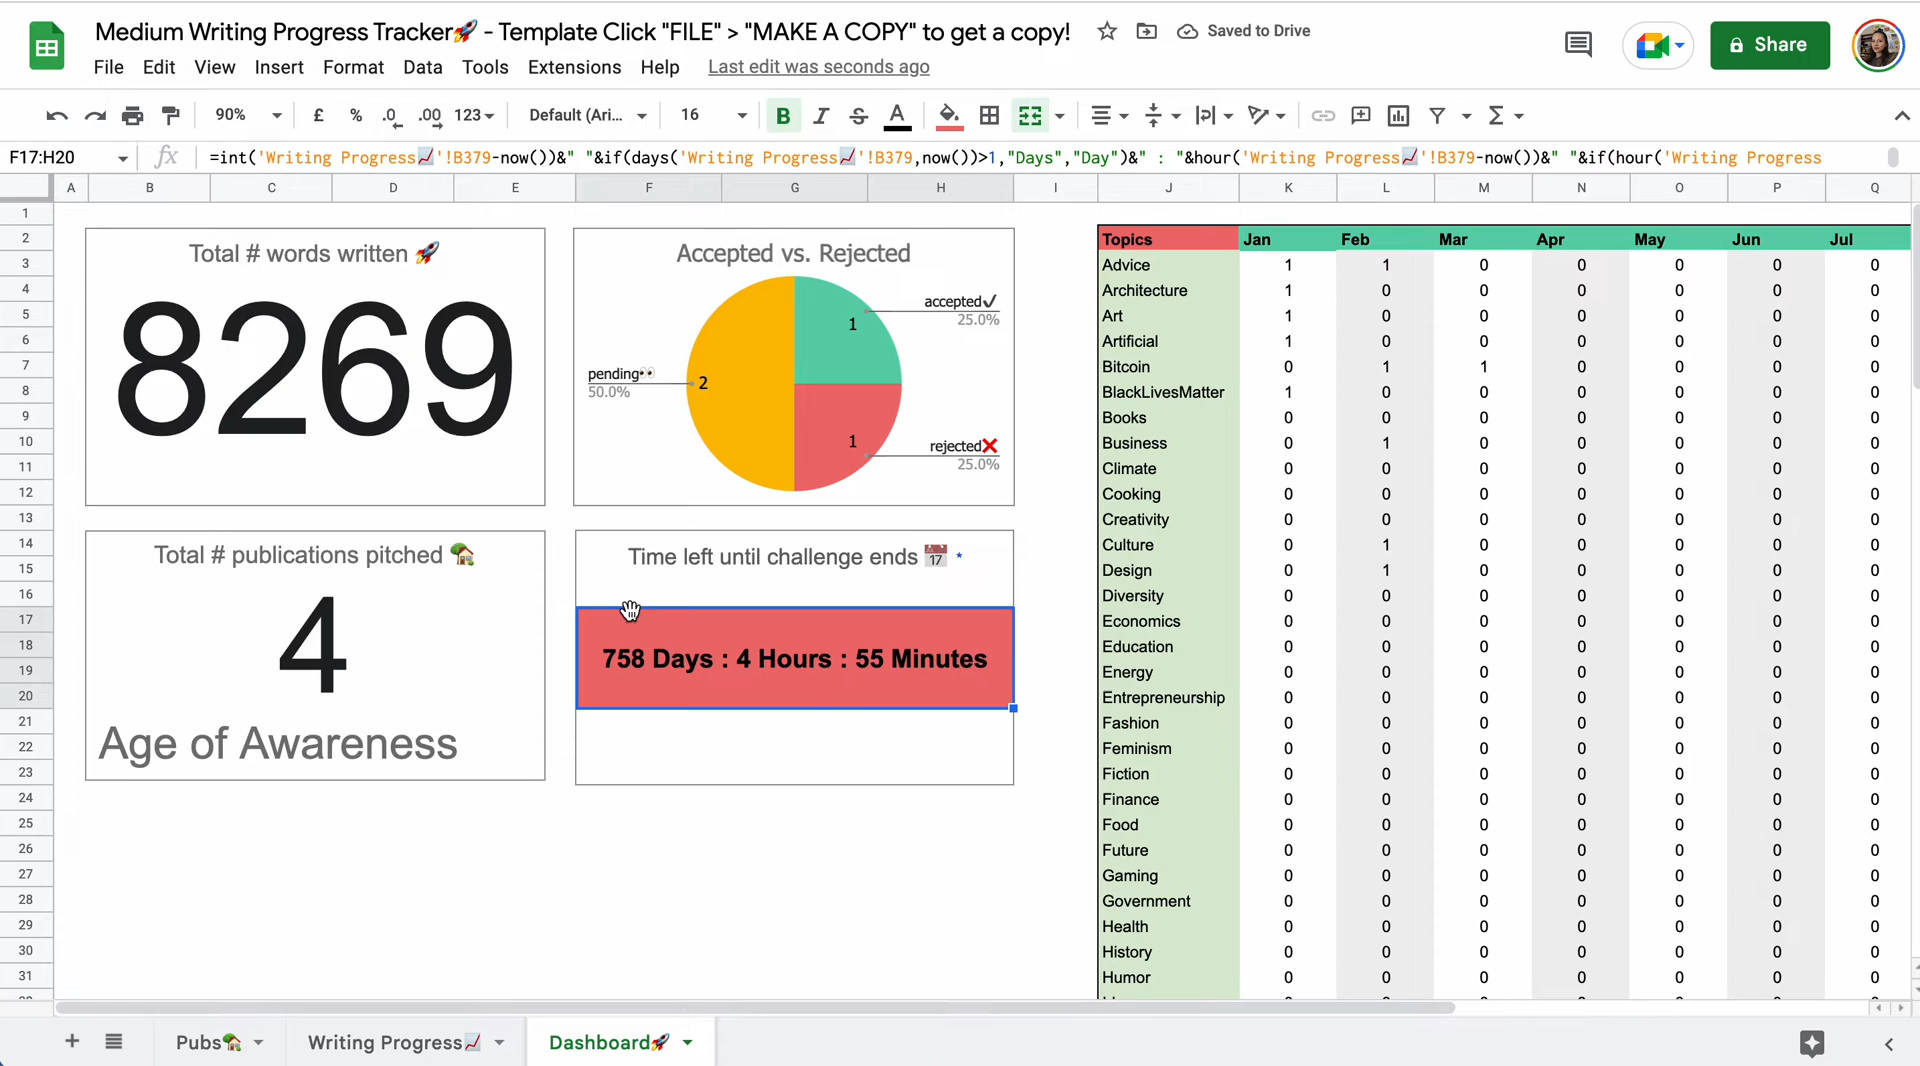 Medium Writing Progress Tracker🚀 - Template Click "FILE" > "MAKE A COPY" to get a copy!
Saved to Drive
Share
File Edit View Insert Format Data Tools Extensions Help Last edit was seconds ago
90% £ % .0 .00 123 Default (Ari... 16 B I S A Σ
F17:H20 fx =int('Writing Progress📈'!B379-now())&" "&if(days('Writing Progress📈'!B379,now())>1,"Days","Day")&" : "&hour('Writing Progress📈'!B379-now())&" "&if(hour('Writing Progress
A B C D E F G H I J K L M N O P Q
1
2
3
4
5
6
7
8
9
10
11
12
13
14
15
16
17
18
19
20
21
22
23
24
25
26
27
28
29
30
31
Total # words written 🚀
8269
Accepted vs. Rejected
accepted✓
25.0%
1
pending👀
50.0%
2
1
rejected❌
25.0%
Total # publications pitched 🏡
4
Age of Awareness
Time left until challenge ends 📅 *
17
758 Days : 4 Hours : 55 Minutes
Topics Jan Feb Mar Apr May Jun Jul
Advice 1 1 0 0 0 0 0
Architecture 1 0 0 0 0 0 0
Art 1 0 0 0 0 0 0
Artificial 1 0 0 0 0 0 0
Bitcoin 0 1 1 0 0 0 0
BlackLivesMatter 1 0 0 0 0 0 0
Books 0 0 0 0 0 0 0
Business 0 1 0 0 0 0 0
Climate 0 0 0 0 0 0 0
Cooking 0 0 0 0 0 0 0
Creativity 0 0 0 0 0 0 0
Culture 0 1 0 0 0 0 0
Design 0 1 0 0 0 0 0
Diversity 0 0 0 0 0 0 0
Economics 0 0 0 0 0 0 0
Education 0 0 0 0 0 0 0
Energy 0 0 0 0 0 0 0
Entrepreneurship 0 0 0 0 0 0 0
Fashion 0 0 0 0 0 0 0
Feminism 0 0 0 0 0 0 0
Fiction 0 0 0 0 0 0 0
Finance 0 0 0 0 0 0 0
Food 0 0 0 0 0 0 0
Future 0 0 0 0 0 0 0
Gaming 0 0 0 0 0 0 0
Government 0 0 0 0 0 0 0
Health 0 0 0 0 0 0 0
History 0 0 0 0 0 0 0
Humor 0 0 0 0 0 0 0
Pubs🏡 Writing Progress📈 Dashboard🚀